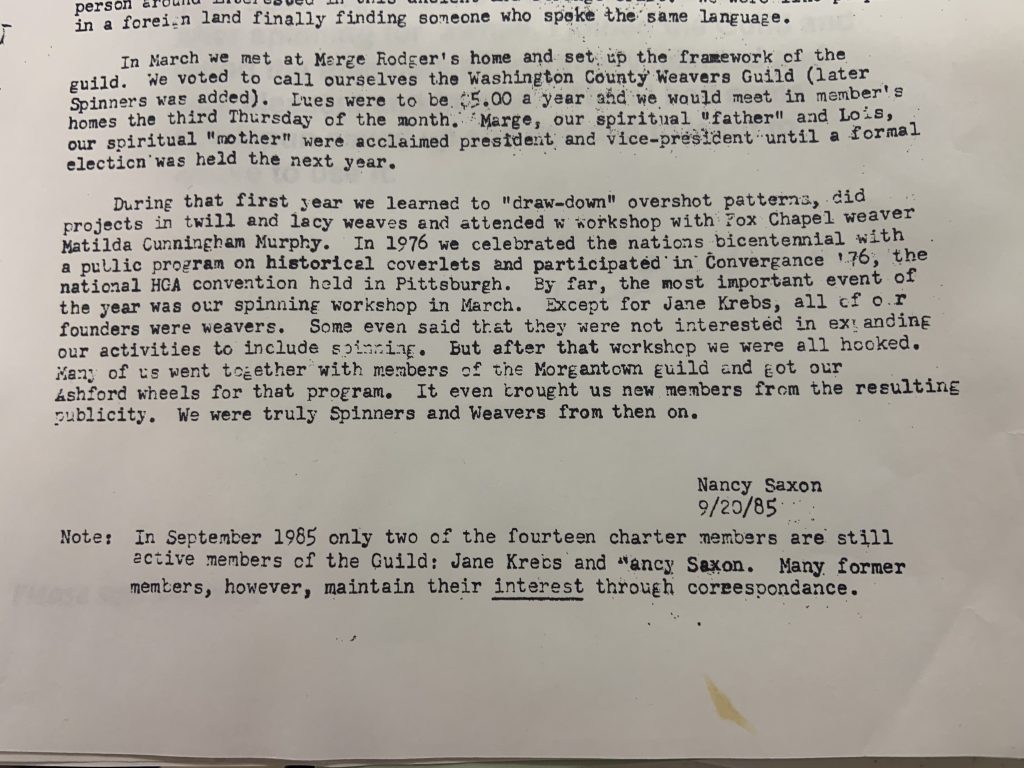 person around interested in this ancient and
in a foreign land finally finding someone who spoke the same language.
In March we met at Marge Rodger's home and set up the framework of the
guild. We voted to call ourselves the Washington County Weavers Guild (later
Spinners was added). Dues were to be $5.00 a year and we would meet in member's
homes the third Thursday of the month. Marge, our spiritual "father" and Lois,
our spiritual "mother" were acclaimed president and vice-president until a formal
election was held the next year.
During that first year we learned to "draw-down" overshot patterns, did
projects in twill and lacy weaves and attended w workshop with Fox Chapel weaver
Matilda Cunningham Murphy. In 1976 we celebrated the nations bicentennial with
a public program on historical coverlets and participated in Convergance '76, the
national HGA convention held in Pittsburgh. By far, the most important event of
the year was our spinning workshop in March. Except for Jane Krebs, all of our
founders were weavers. Some even said that they were not interested in expanding
our activities to include spinning. But after that workshop we were all hooked.
Many of us went together with members of the Morgantown guild and got our
Ashford wheels for that program. It even brought us new members from the resulting
publicity. We were truly Spinners and Weavers from then on.
Nancy Saxon
9/20/85
Note: In September 1985 only two of the fourteen charter members are still
active members of the Guild: Jane Krebs and Nancy Saxon. Many former
members, however, maintain their interest through correspondance.